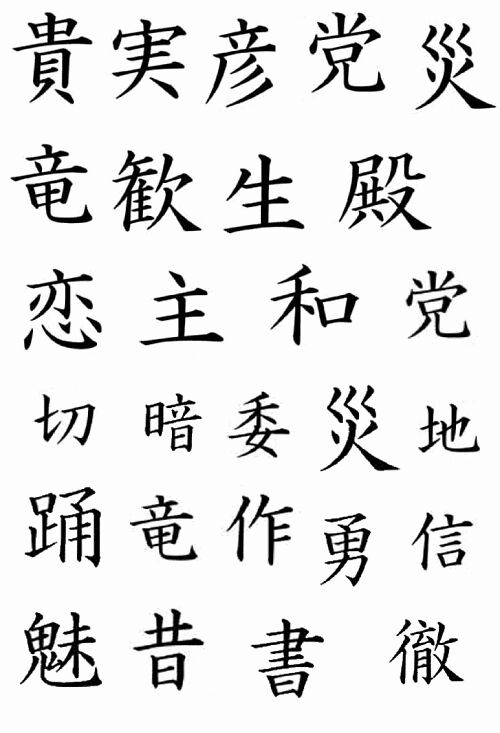 貴実彦党災
竜歓生殿
恋主和党
切暗委災地
踊竜作勇信
魅昔書徹